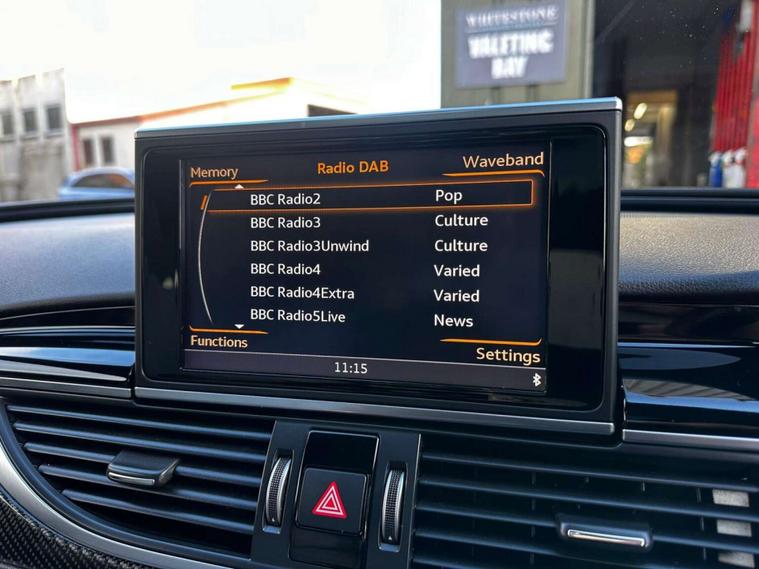 WHITESTONE
VALETING
BAY
Memory Radio DAB Waveband
BBC Radio2 Pop
BBC Radio3 Culture
BBC Radio3Unwind Culture
BBC Radio4 Varied
BBC Radio4Extra Varied
BBC Radio5Live News
Functions Settings
11:15